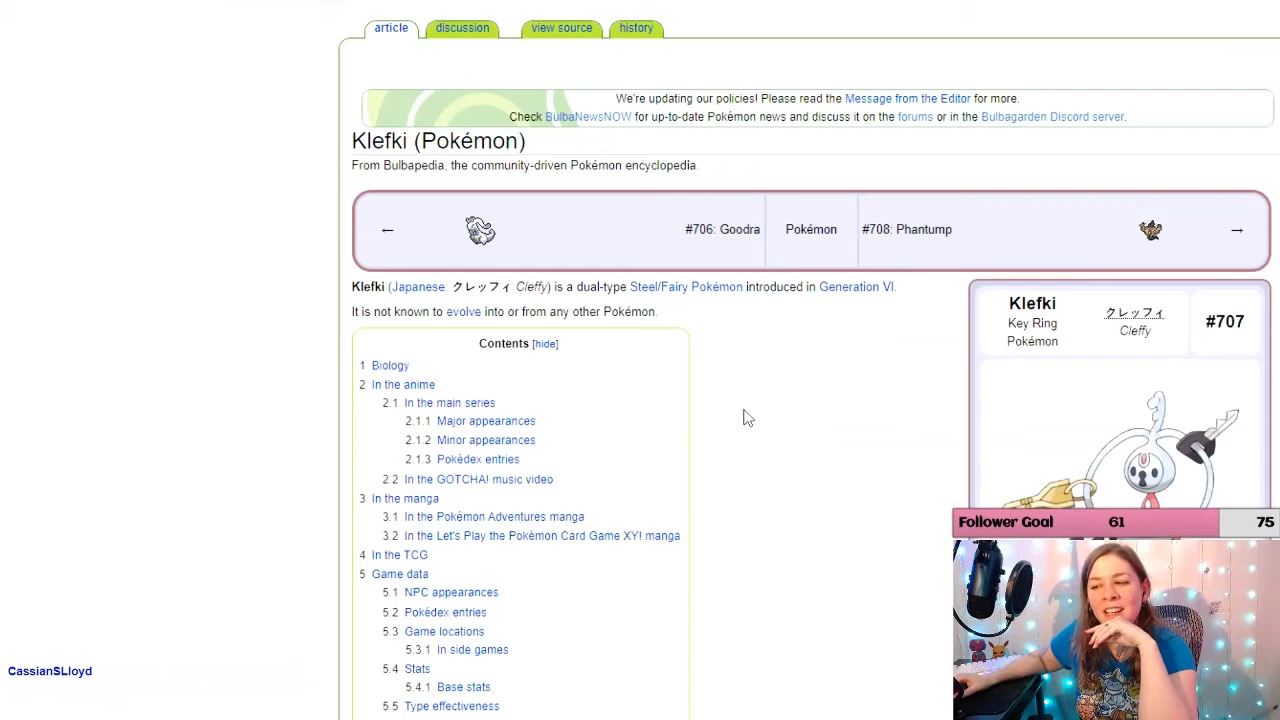 article
discussion
view source
history
We're updating our policies! Please read the Message from the Editor for more.
Check BulbaNewsNOW for up-to-date Pokémon news and discuss it on the forums or in the Bulbagarden Discord server.
Klefki (Pokémon)
From Bulbapedia, the community-driven Pokémon encyclopedia.
← #706: Goodra Pokémon #708: Phantump →
Klefki (Japanese: クレッフィ Cleffy) is a dual-type Steel/Fairy Pokémon introduced in Generation VI.
It is not known to evolve into or from any other Pokémon.
Contents [hide]
1 Biology
2 In the anime
2.1 In the main series
2.1.1 Major appearances
2.1.2 Minor appearances
2.1.3 Pokédex entries
2.2 In the GOTCHA! music video
3 In the manga
3.1 In the Pokémon Adventures manga
3.2 In the Let's Play the Pokémon Card Game XY! manga
4 In the TCG
5 Game data
5.1 NPC appearances
5.2 Pokédex entries
5.3 Game locations
5.3.1 In side games
5.4 Stats
5.4.1 Base stats
5.5 Type effectiveness
Klefki
Key Ring
Pokémon
クレッフィ
Cleffy
#707
Follower Goal 61 75
CassianSLloyd